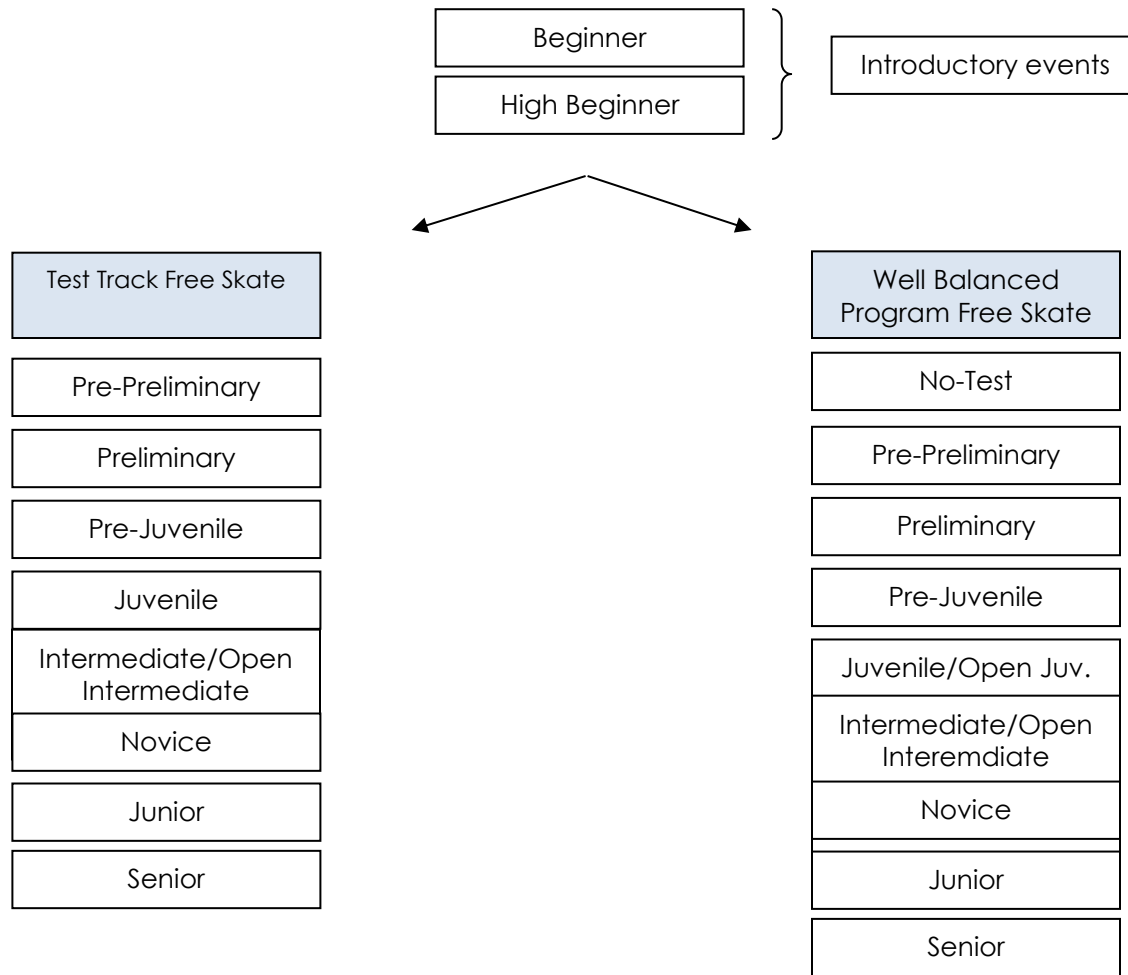 Beginner
High Beginner
Introductory events
Test Track Free Skate
Pre-Preliminary
Preliminary
Pre-Juvenile
Juvenile
Intermediate/Open
Intermediate
Novice
Junior
Senior
Well Balanced
Program Free Skate
No-Test
Pre-Preliminary
Preliminary
Pre-Juvenile
Juvenile/Open Juv.
Intermediate/Open
Interemdiate
Novice
Junior
Senior